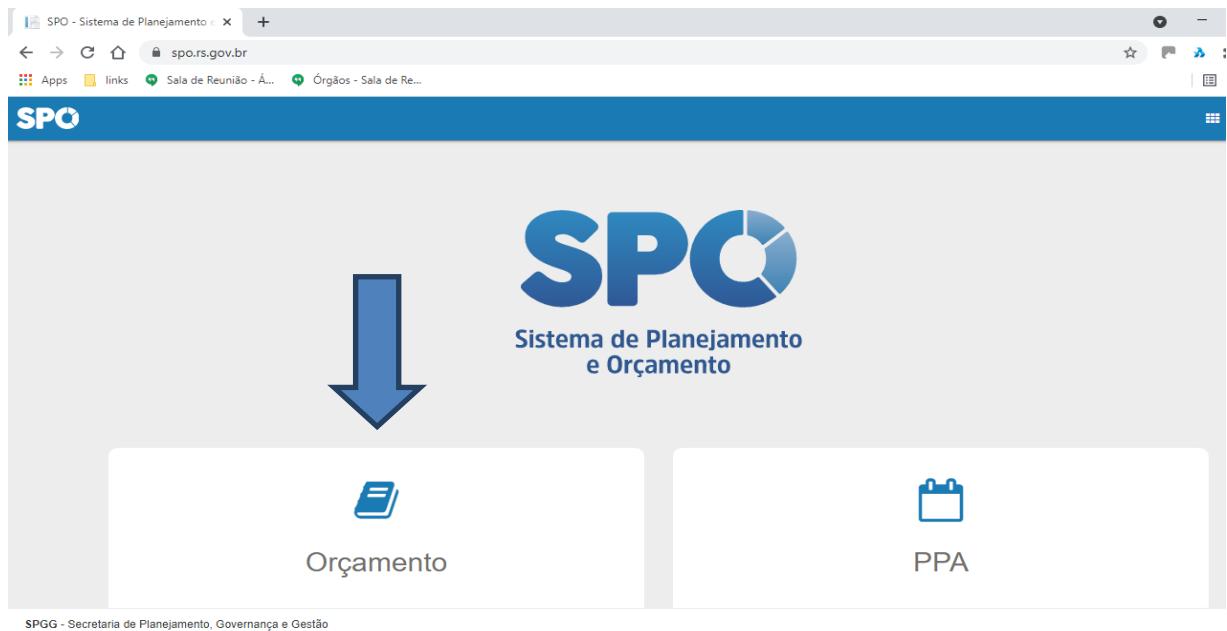 SPO - Sistema de Planejamento e
spo.rs.gov.br
Apps links Sala de Reunião - Á... Órgãos - Sala de Re...
SPO
SPO
Sistema de Planejamento
e Orçamento
Orçamento
PPA
SPGG - Secretaria de Planejamento, Governança e Gestão